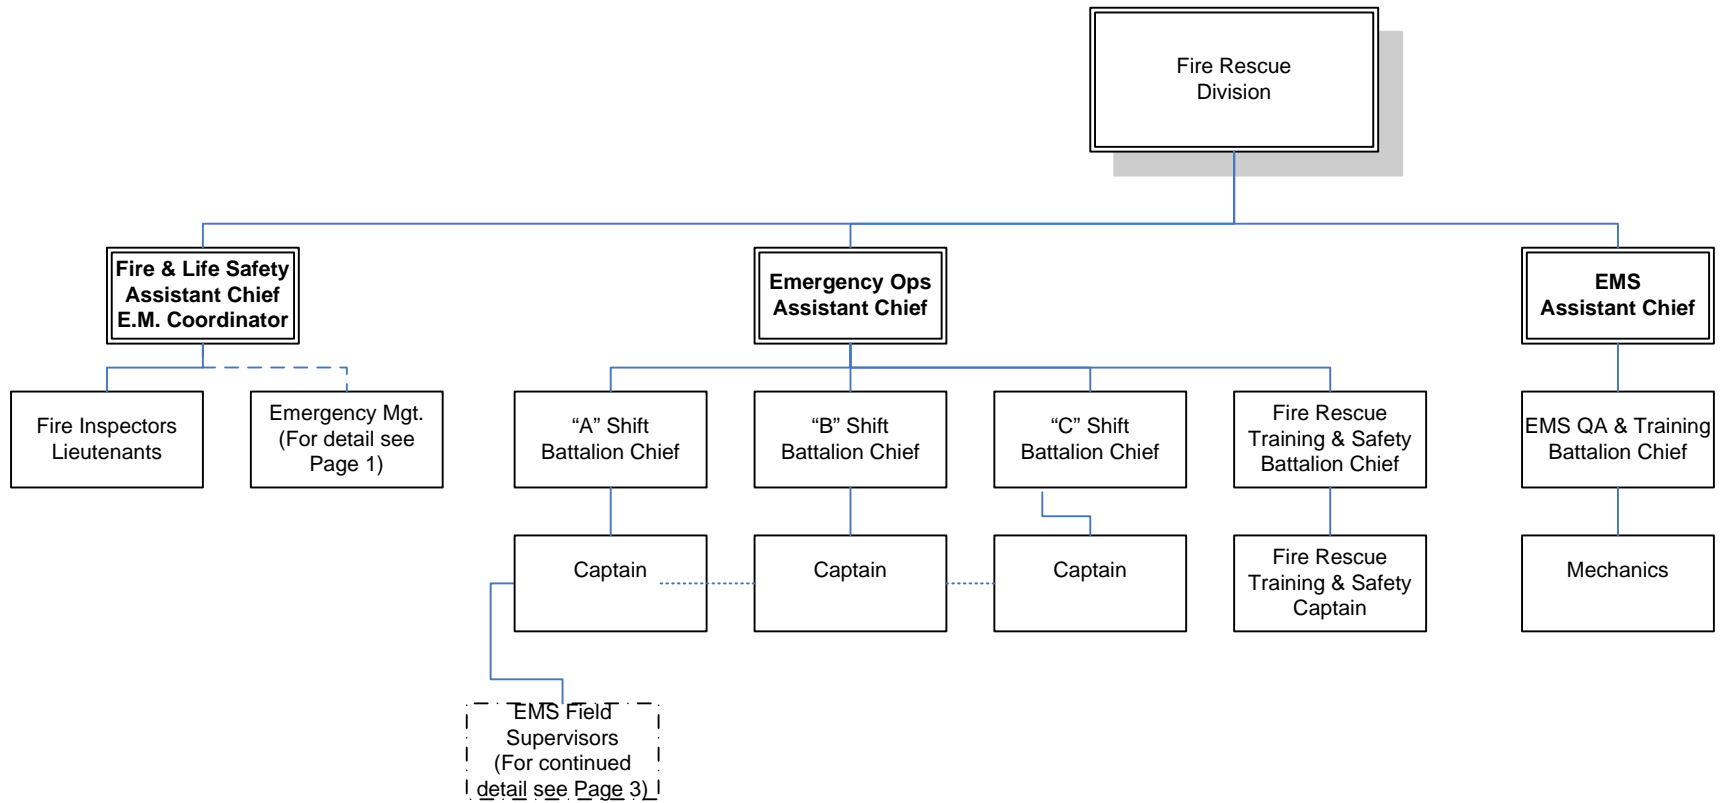 Fire Rescue
Division
Fire & Life Safety
Assistant Chief
E.M. Coordinator
Emergency Ops
Assistant Chief
EMS
Assistant Chief
Fire Inspectors
Lieutenants
Emergency Mgt.
(For detail see
Page 1)
“A” Shift
Battalion Chief
“B” Shift
Battalion Chief
“C” Shift
Battalion Chief
Fire Rescue
Training & Safety
Battalion Chief
EMS QA & Training
Battalion Chief
Captain
Captain
Captain
Fire Rescue
Training & Safety
Captain
Mechanics
EMS Field
Supervisors
(For continued
detail see Page 3)